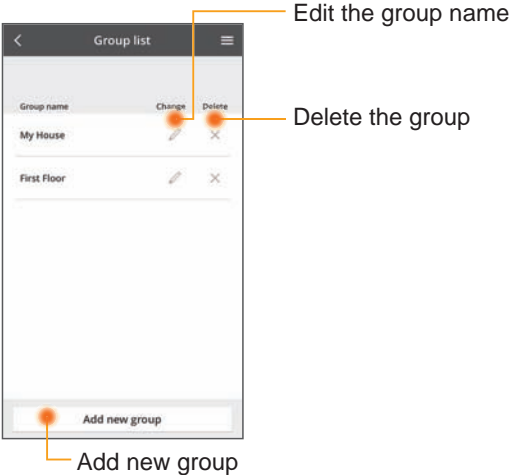 Edit the group name
Group list
Group name Change Delete
Delete the group
My House
First Floor
Add new group
Add new group